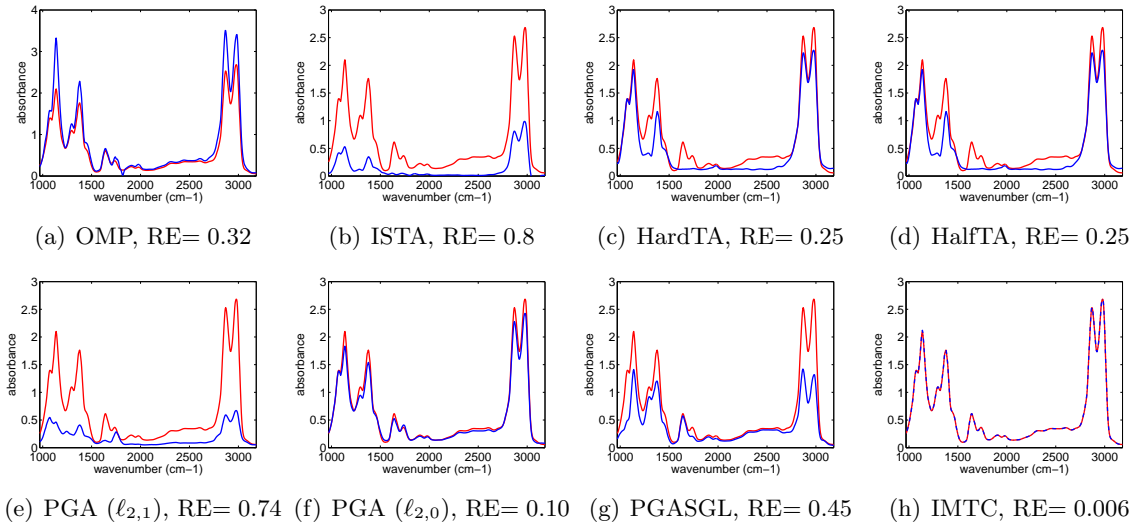 4
3
2
1
0
absorbance
1000 1500 2000 2500 3000
wavenumber (cm−1)
(a) OMP, RE= 0.32
3
2.5
2
1.5
1
0.5
0
absorbance
1000 1500 2000 2500 3000
wavenumber (cm−1)
(b) ISTA, RE= 0.8
3
2.5
2
1.5
1
0.5
0
absorbance
1000 1500 2000 2500 3000
wavenumber (cm−1)
(c) HardTA, RE= 0.25
3
2.5
2
1.5
1
0.5
0
absorbance
1000 1500 2000 2500 3000
wavenumber (cm−1)
(d) HalfTA, RE= 0.25
3
2.5
2
1.5
1
0.5
0
absorbance
1000 1500 2000 2500 3000
wavenumber (cm−1)
(e) PGA (ℓ2,1), RE= 0.74
3
2.5
2
1.5
1
0.5
0
absorbance
1000 1500 2000 2500 3000
wavenumber (cm−1)
(f) PGA (ℓ2,0), RE= 0.10
3
2.5
2
1.5
1
0.5
0
absorbance
1000 1500 2000 2500 3000
wavenumber (cm−1)
(g) PGASGL, RE= 0.45
3
2.5
2
1.5
1
0.5
0
absorbance
1000 1500 2000 2500 3000
wavenumber (cm−1)
(h) IMTC, RE= 0.006